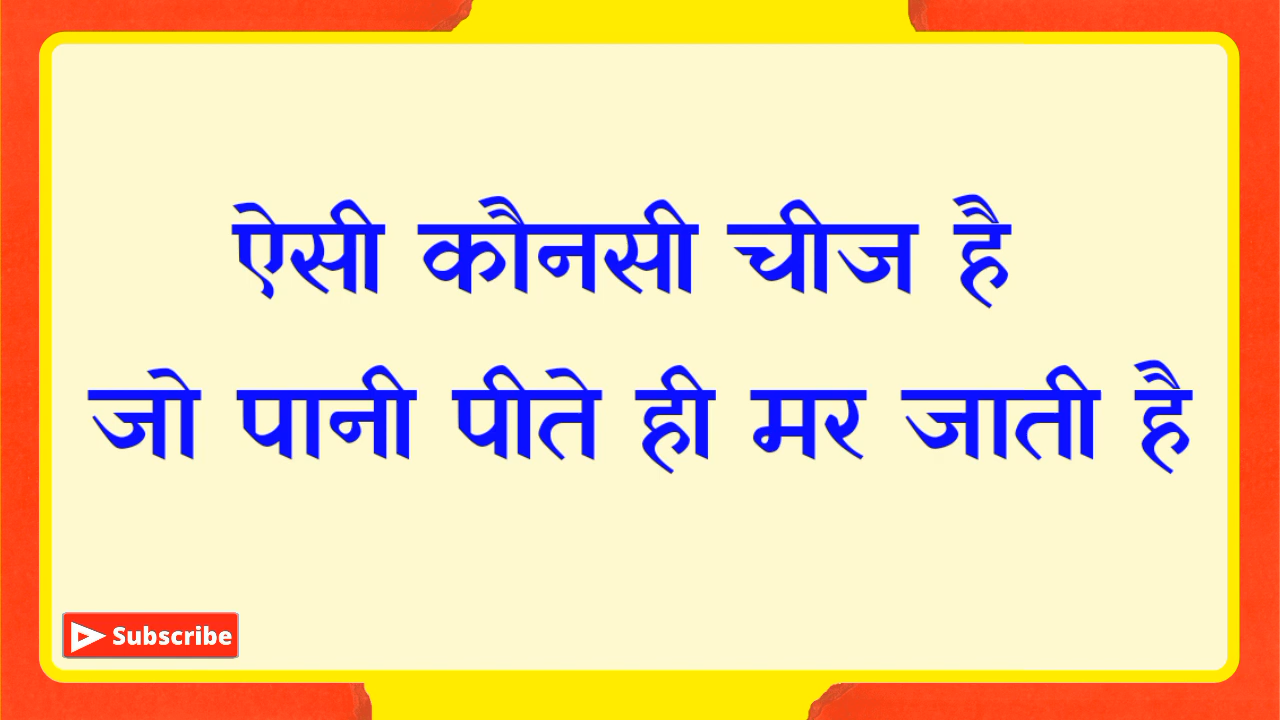 ऐसी कौनसी चीज है
जो पानी पीते ही मर जाती है
Subscribe